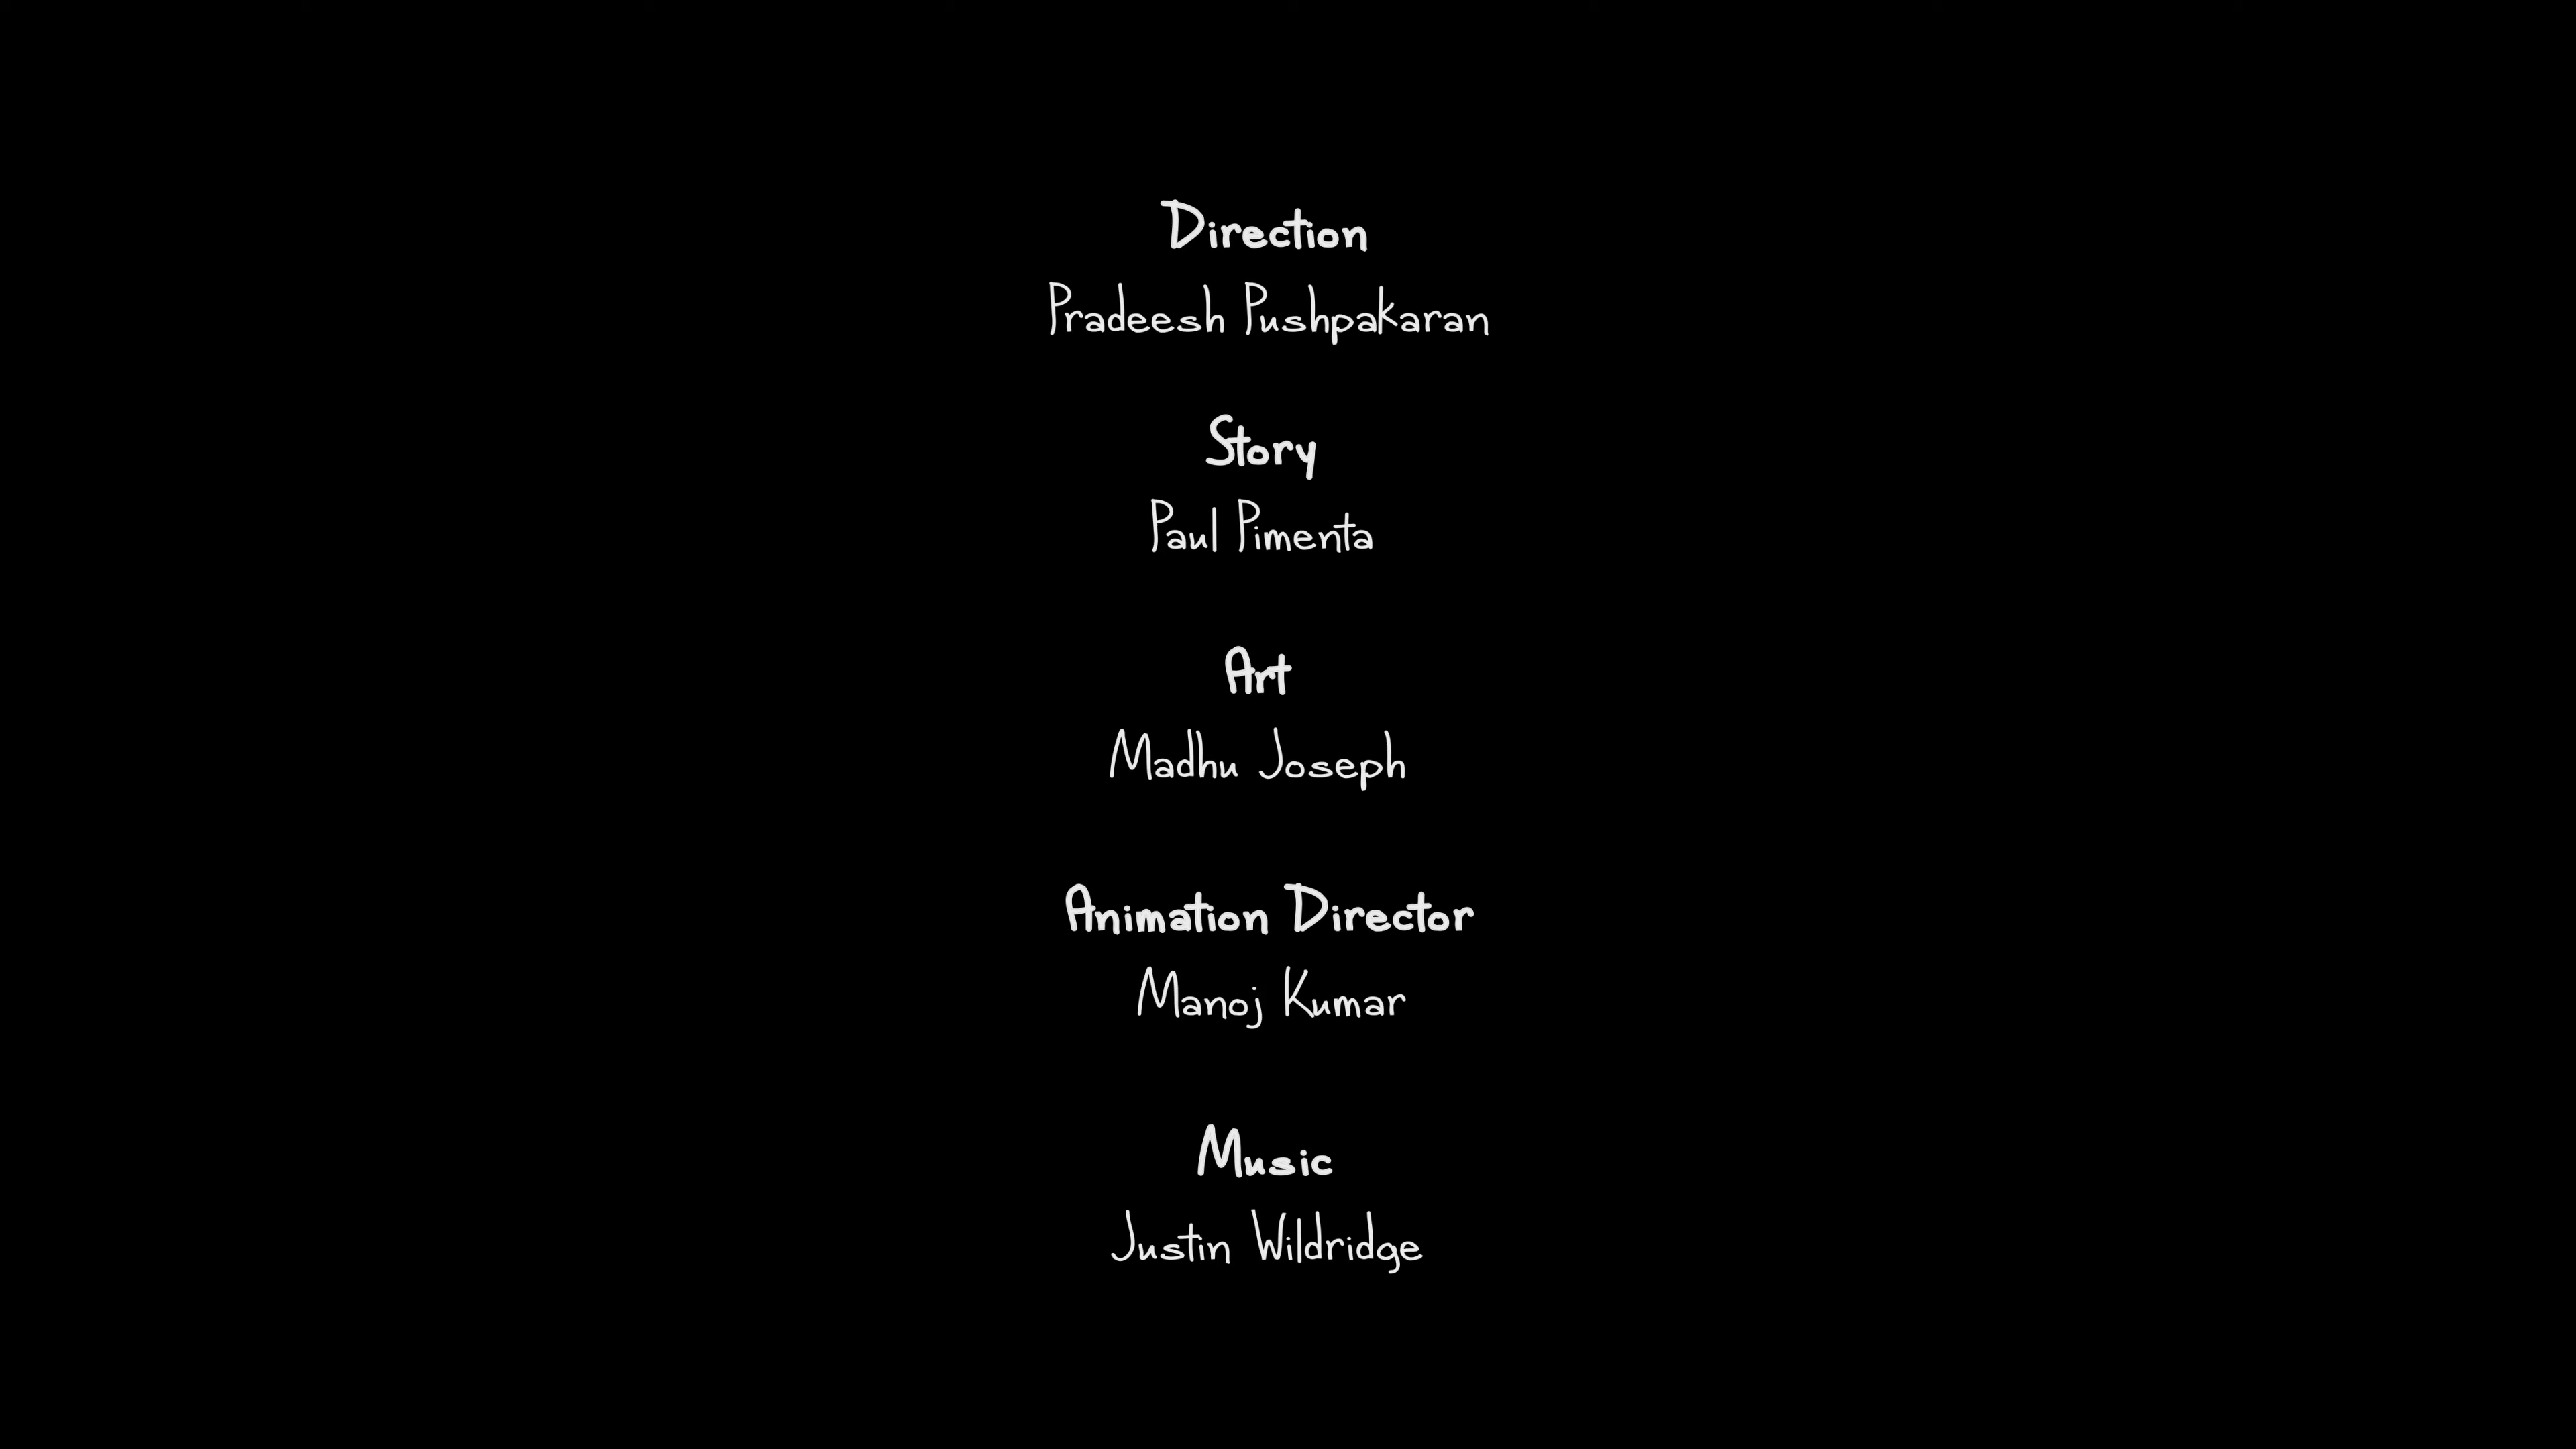 Direction
Pradeesh Pushpakaran
Story
Paul Pimenta
Art
Madhu Joseph
Animation Director
Manoj Kumar
Music
Justin Wildridge